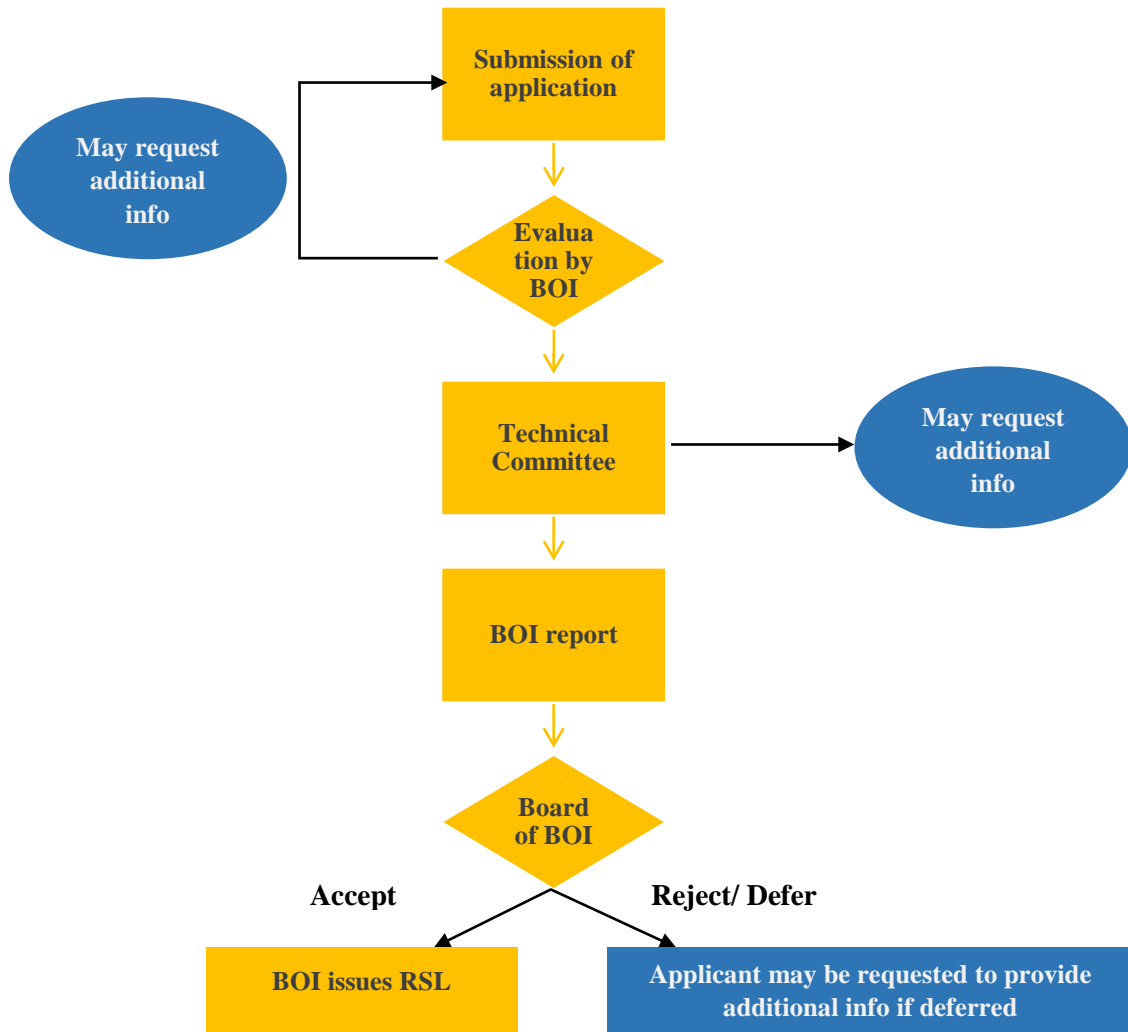 Submission of
application
May request
additional
info
Evalua
tion by
BOI
Technical
Committee
May request
additional
info
BOI report
Board
of BOI
Accept
Reject/ Defer
BOI issues RSL
Applicant may be requested to provide
additional info if deferred